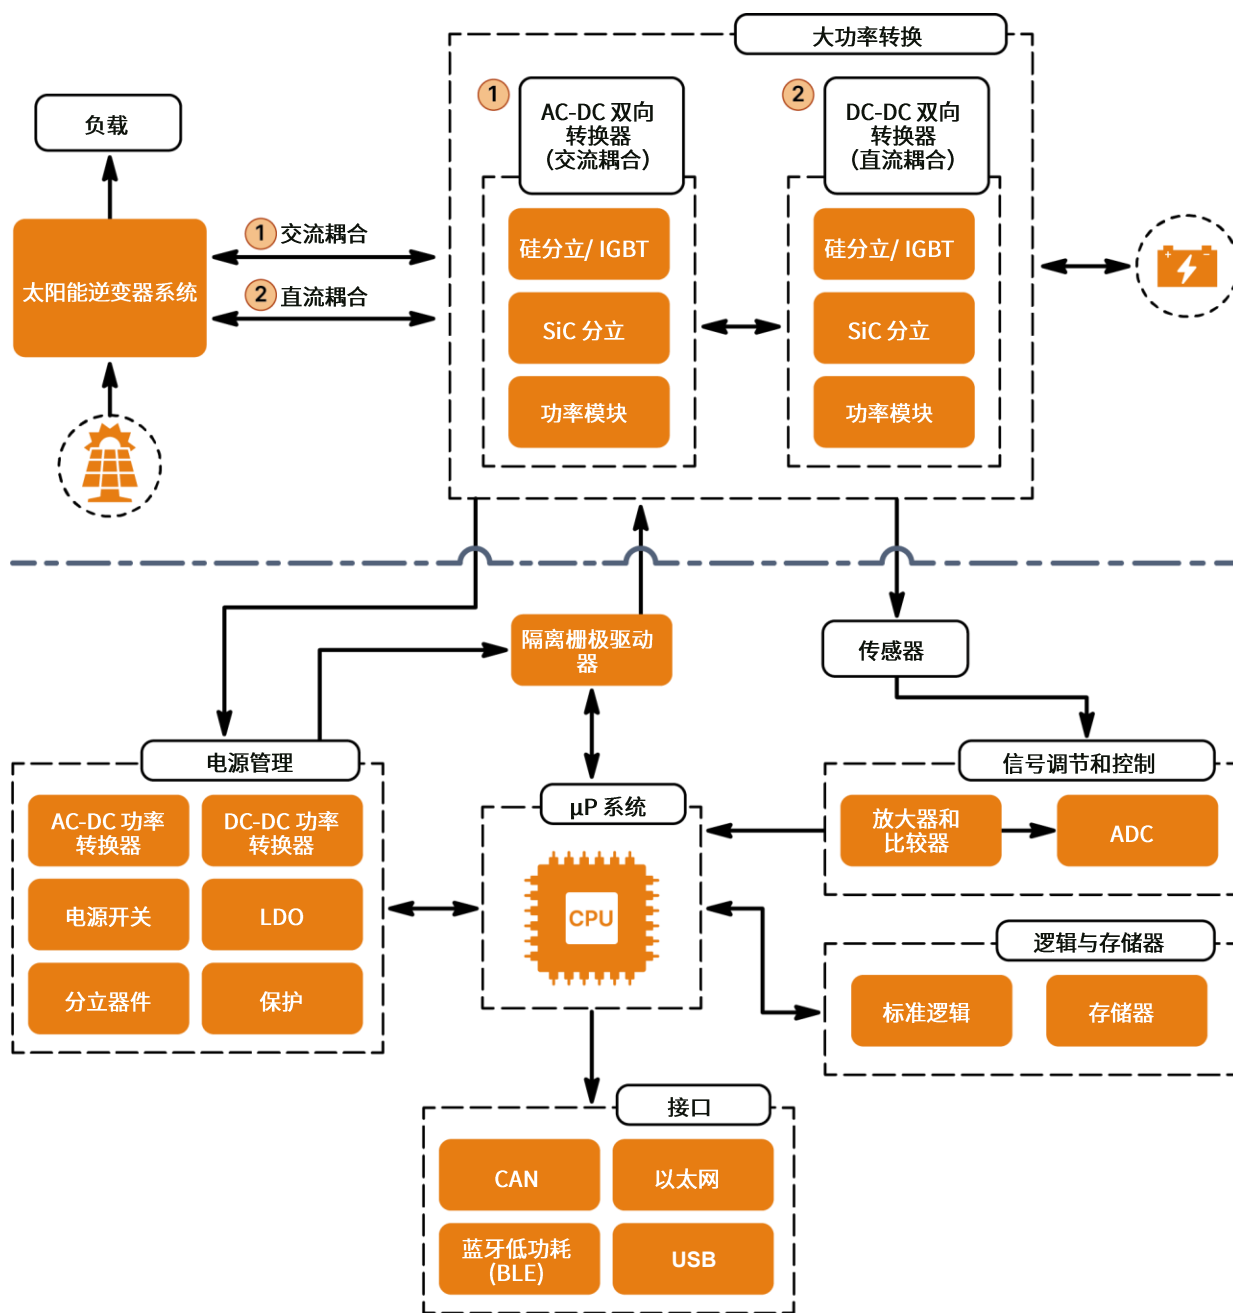 大功率转换
1
AC-DC 双向
转换器
(交流耦合)
2
DC-DC 双向
转换器
(直流耦合)
负载
硅分立/ IGBT
SiC 分立
功率模块
硅分立/ IGBT
SiC 分立
功率模块
1 交流耦合
2 直流耦合
太阳能逆变器系统
+ −
隔离栅极驱动
器
传感器
电源管理
AC-DC 功率
转换器
DC-DC 功率
转换器
电源开关
LDO
分立器件
保护
µP 系统
CPU
信号调节和控制
放大器和
比较器
ADC
逻辑与存储器
标准逻辑
存储器
接口
CAN
以太网
蓝牙低功耗
(BLE)
USB